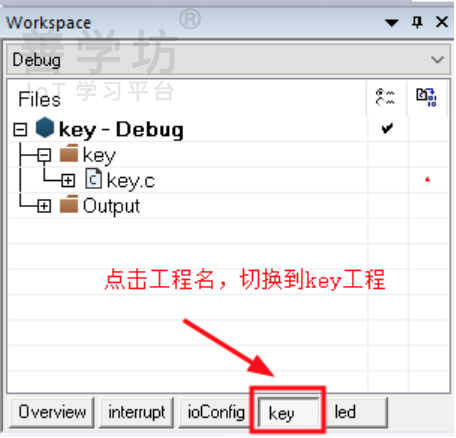 Workspace
善学坊®
Debug
IoT 学习平台
Files
key - Debug
key
key.c
Output
点击工程名，切换到key工程
Overview interrupt ioConfig key led